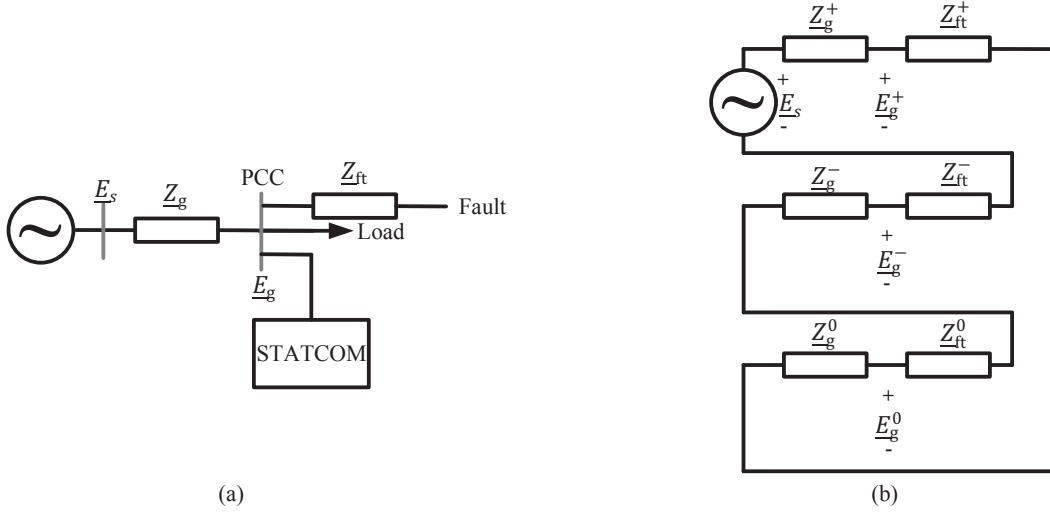 E_s
Z_g
PCC
Z_ft
Fault
Load
E_g
STATCOM
(a)
Z_g^+
Z_ft^+
+
E_s
-
+
E_g^+
-
Z_g^-
Z_ft^-
+
E_g^-
-
Z_g^0
Z_ft^0
+
E_g^0
-
(b)